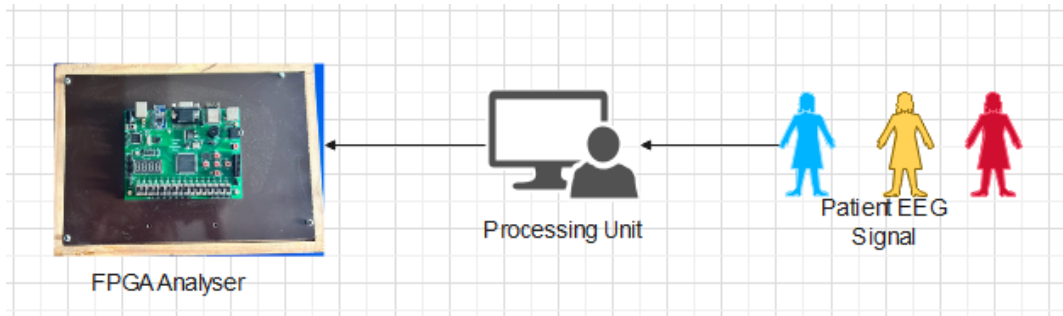 Patient EEG
Signal
Processing Unit
FPGA Analyser